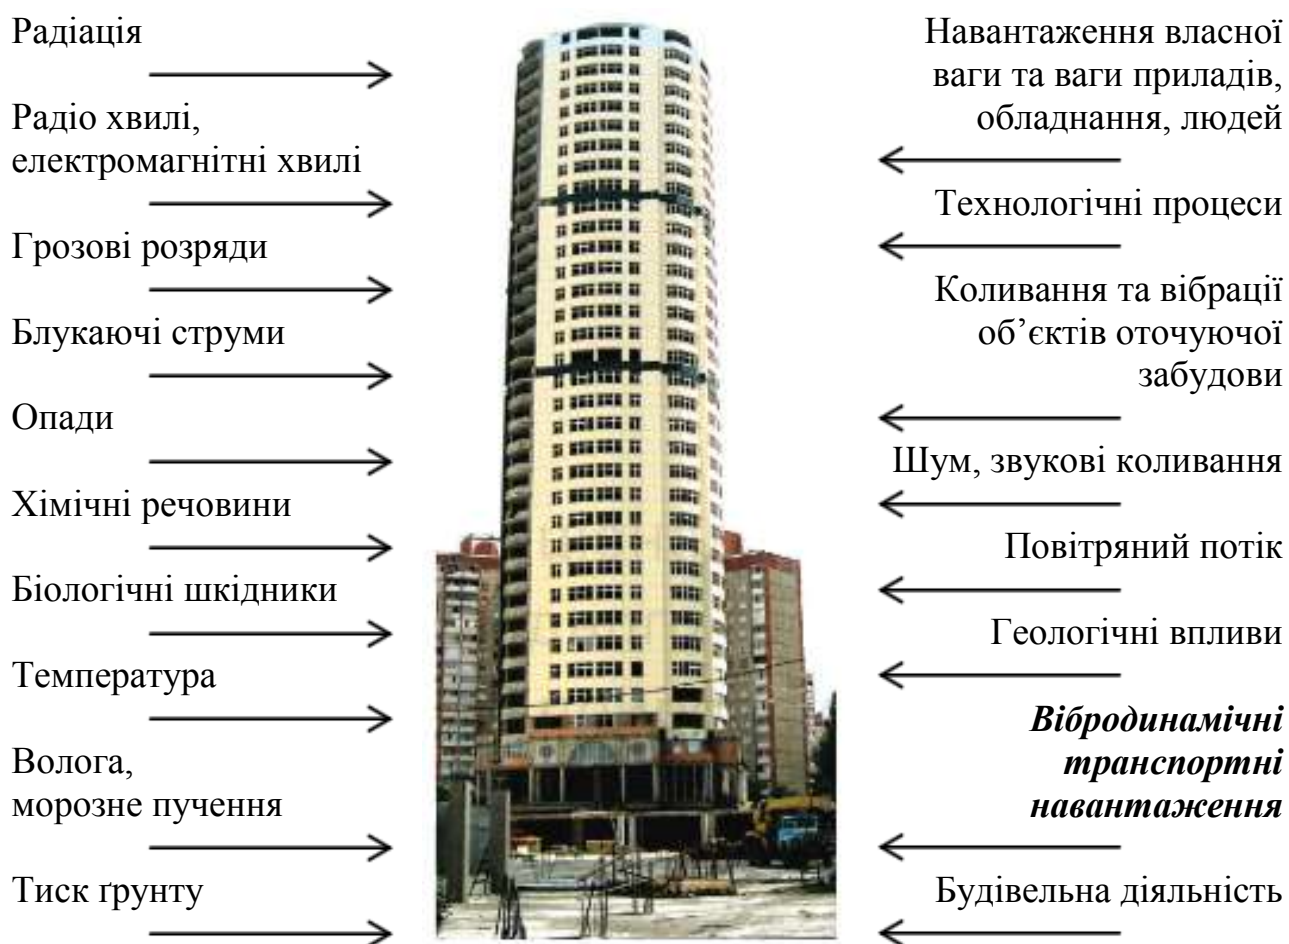 Радіація
Радіо хвилі,
електромагнітні хвилі
Грозові розряди
Блукаючі струми
Опади
Хімічні речовини
Біологічні шкідники
Температура
Волога,
морозне пучення
Тиск ґрунту
Навантаження власної
ваги та ваги приладів,
обладнання, людей
Технологічні процеси
Коливання та вібрації
об’єктів оточуючої
забудови
Шум, звукові коливання
Повітряний потік
Геологічні впливи
Вібродинамічні
транспортні
навантаження
Будівельна діяльність